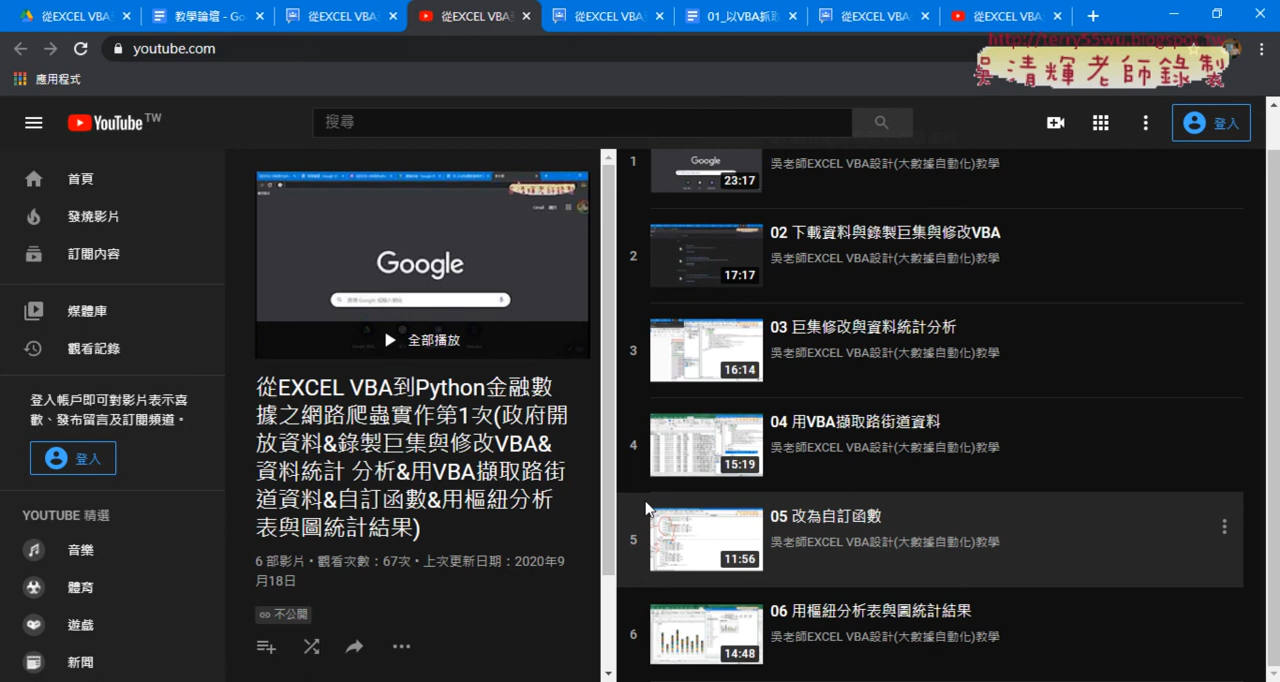 從EXCEL VBA
教學論壇 - Go
從EXCEL VBA
從EXCEL VBA
從EXCEL VBA
01_以VBA抓取
從EXCEL VBA
從EXCEL VBA
youtube.com
http://terry55wu.blogspot.tw
吳清輝老師錄製
應用程式
YouTube TW
搜尋
登入
首頁
發燒影片
訂閱內容
媒體庫
觀看記錄
登入帳戶即可對影片表示喜
歡、發布留言及訂閱頻道。
登入
YOUTUBE 精選
音樂
體育
遊戲
新聞
Google
全部播放
從EXCEL VBA到Python金融數
據之網路爬蟲實作第1次(政府開
放資料&錄製巨集與修改VBA&
資料統計 分析&用VBA擷取路街
道資料&自訂函數&用樞紐分析
表與圖統計結果)
6 部影片 • 觀看次數：67次 • 上次更新日期：2020年9
月18日
不公開
1
Google
23:17
吳老師EXCEL VBA設計(大數據自動化)教學
2
17:17
02 下載資料與錄製巨集與修改VBA
吳老師EXCEL VBA設計(大數據自動化)教學
3
16:14
03 巨集修改與資料統計分析
吳老師EXCEL VBA設計(大數據自動化)教學
4
15:19
04 用VBA擷取路街道資料
吳老師EXCEL VBA設計(大數據自動化)教學
5
11:56
05 改為自訂函數
吳老師EXCEL VBA設計(大數據自動化)教學
6
14:48
06 用樞紐分析表與圖統計結果
吳老師EXCEL VBA設計(大數據自動化)教學